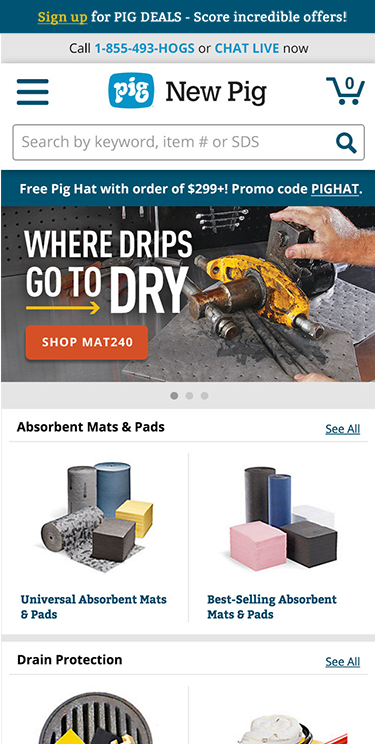 Sign up for PIG DEALS - Score incredible offers!
Call 1-855-493-HOGS or CHAT LIVE now
pig New Pig
0
Search by keyword, item # or SDS
Free Pig Hat with order of $299+! Promo code PIGHAT.
WHERE DRIPS
GO TO DRY
SHOP MAT240
Absorbent Mats & Pads
See All
Universal Absorbent Mats
& Pads
Best-Selling Absorbent
Mats & Pads
Drain Protection
See All